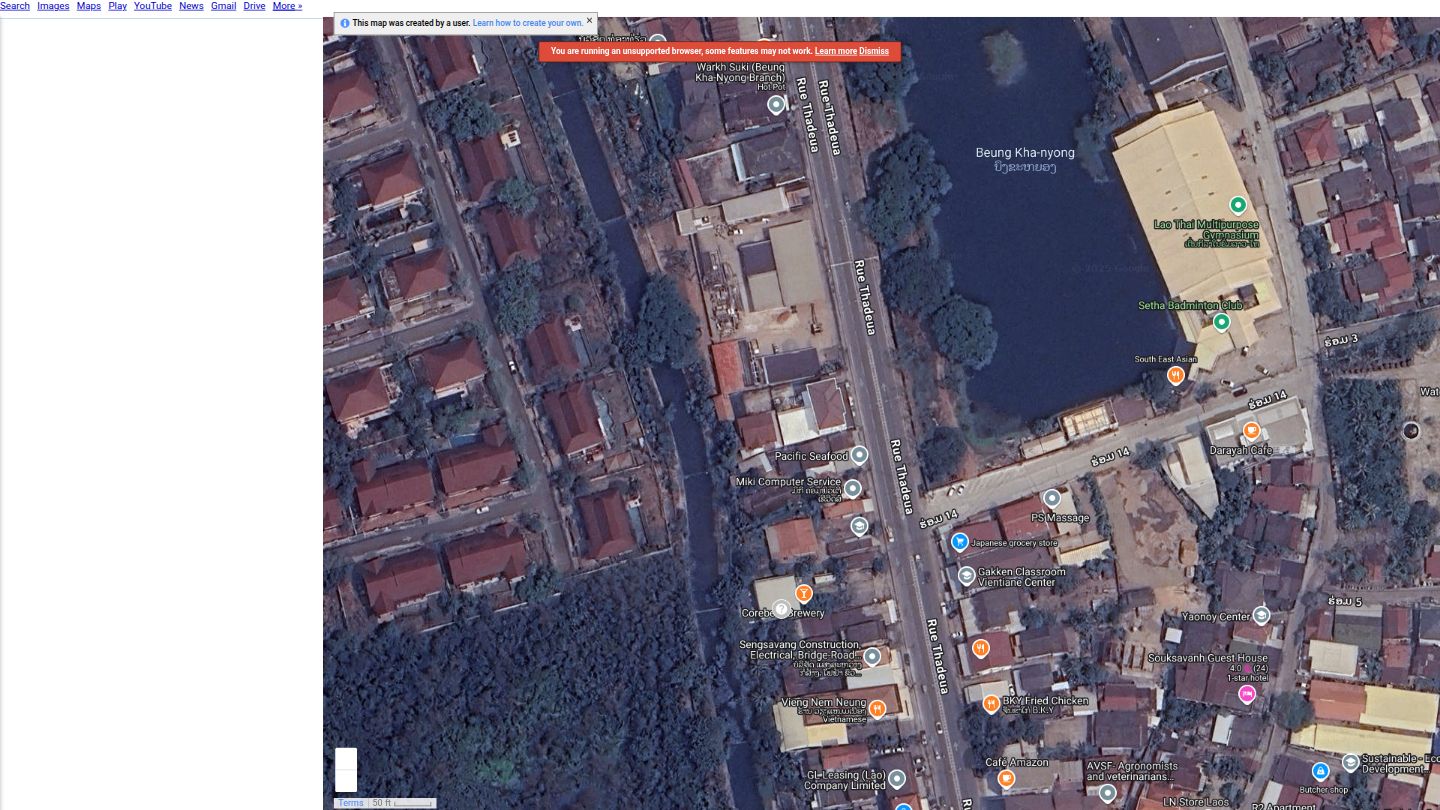 Search Images Maps Play YouTube News Gmail Drive More »
This map was created by a user. Learn how to create your own.
You are running an unsupported browser, some features may not work. Learn more Dismiss
Warkh Suki (Beung
Kha-Nyong Branch)
Hot Pot
Rue Thadeua
Rue Thadeua
Beung Kha-nyong
ບຶງຂະຫຍອງ
Lao Thai Multipurpose
Gymnasium
Rue Thadeua
Setha Badminton Club
ຮ່ອມ 3
South East Asian
Wat
ຮ່ອມ 14
Darayah Cafe
Pacific Seafood
ຮ່ອມ 14
Rue Thadeua
Miki Computer Service
ຮ່ອມ 14
PS Massage
Japanese grocery store
Gakken Classroom
Vientiane Center
ຮ່ອມ 5
Yaonoy Center
Rue Thadeua
Sengsavang Construction,
Electrical, Bridge-Road...
Souksavanh Guest House
4.0 (24)
1-star hotel
Vieng Nem Neung
Vietnamese
BKY Fried Chicken
Café Amazon
AVSF- Agronomists
and veterinarians...
Sustainable - Eco
Development...
GL Leasing (Lao)
Company Limited
Butcher shop
LN Store Laos
R2 Apartment
Terms 50 ft